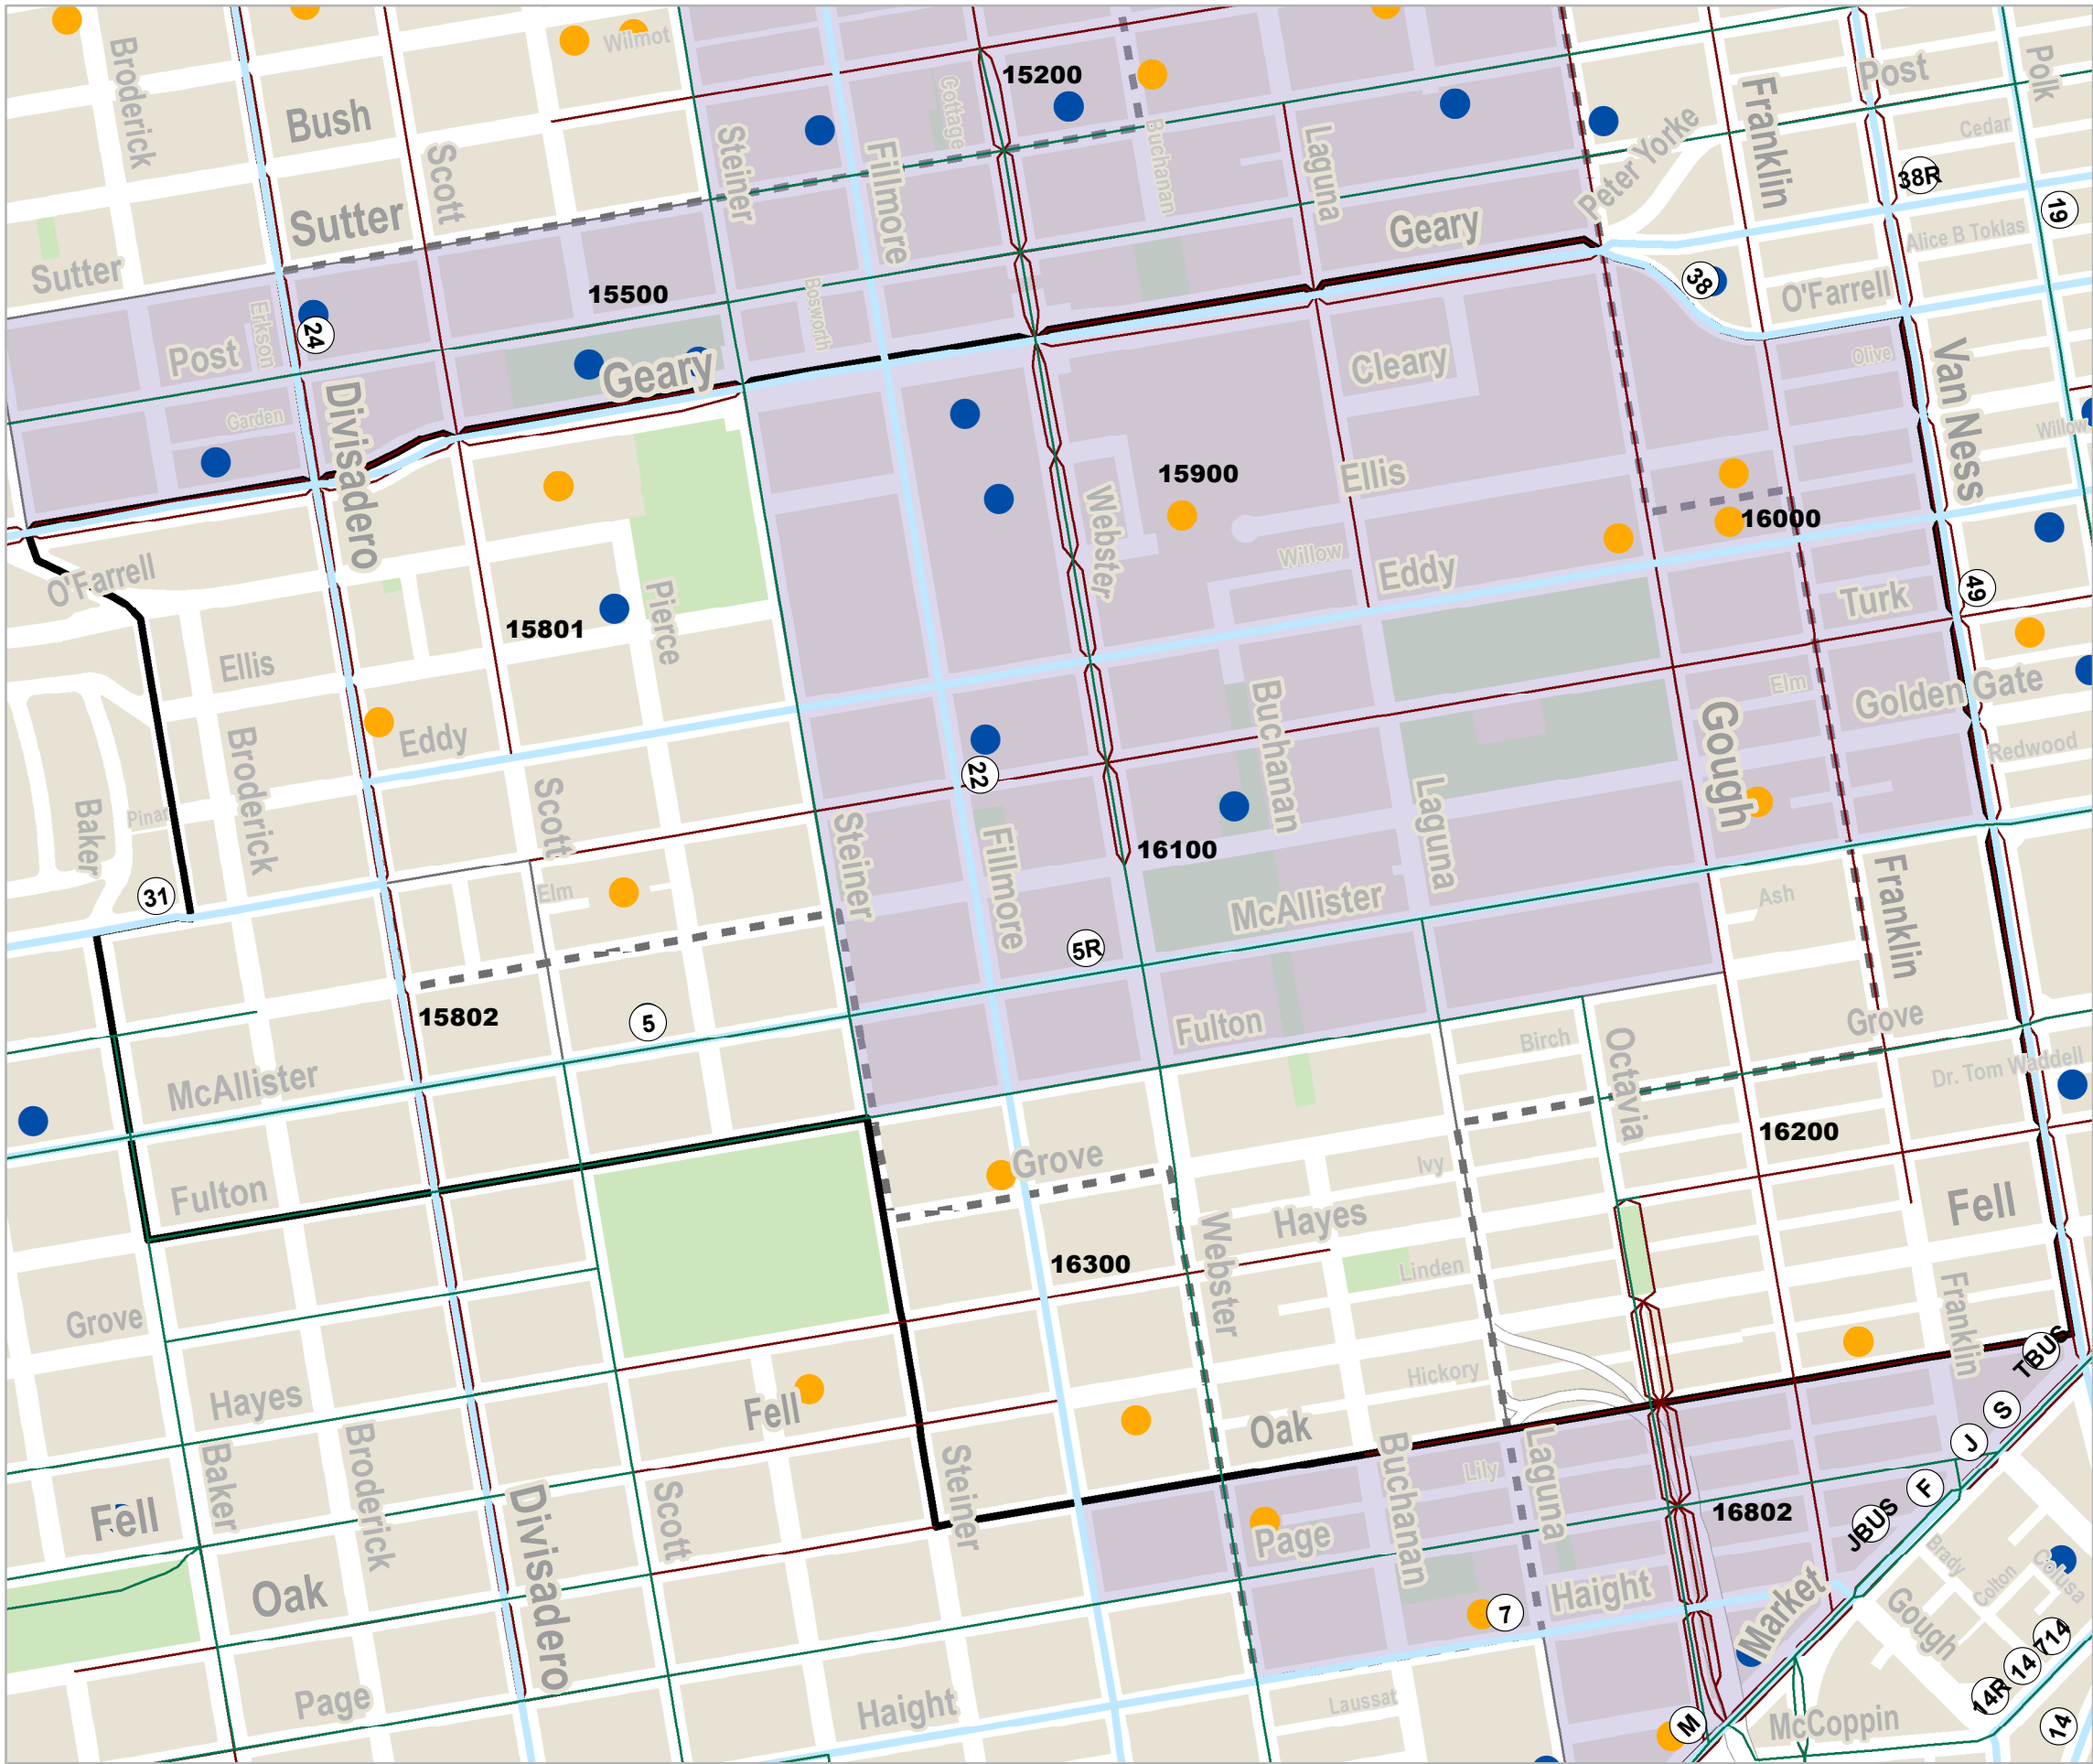 Wilmot
Broderick
Bush
Scott
Sutter
Sutter
Steiner
Fillmore
Cottage
15200
Buchanan
Laguna
Peter Yorke
Franklin
Post
Polk
Cedar
38R
19
Geary
Alice B Toklas
38
O'Farrell
15500
Erkson
24
Post
Bosworth
Garden
Geary
Divisadero
Cleary
Olive
Van Ness
Willow
15900
Ellis
Webster
16000
Willow
Eddy
49
Turk
O'Farrell
15801
Pierce
Ellis
Elm
Golden Gate
Redwood
Eddy
Broderick
Buchanan
Gough
22
Scott
Laguna
Baker
Pinar
Steiner
Fillmore
16100
31
Elm
McAllister
Ash
Franklin
5R
15802
5
Fulton
Birch
Octavia
Grove
Dr. Tom Waddell
McAllister
16200
Grove
Ivy
Fulton
Hayes
Webster
Fell
16300
Linden
Franklin
Grove
TBUS
Hickory
Hayes
Fell
Oak
S
J
Baker
Broderick
Steiner
Buchanan
Lily
Laguna
F
16802
JBUS
Fell
Divisadero
Scott
Page
Brady
Colton
Colusa
Oak
Haight
7
Market
Gough
714
14
14R
Page
Haight
Laussat
M
McCoppin
14